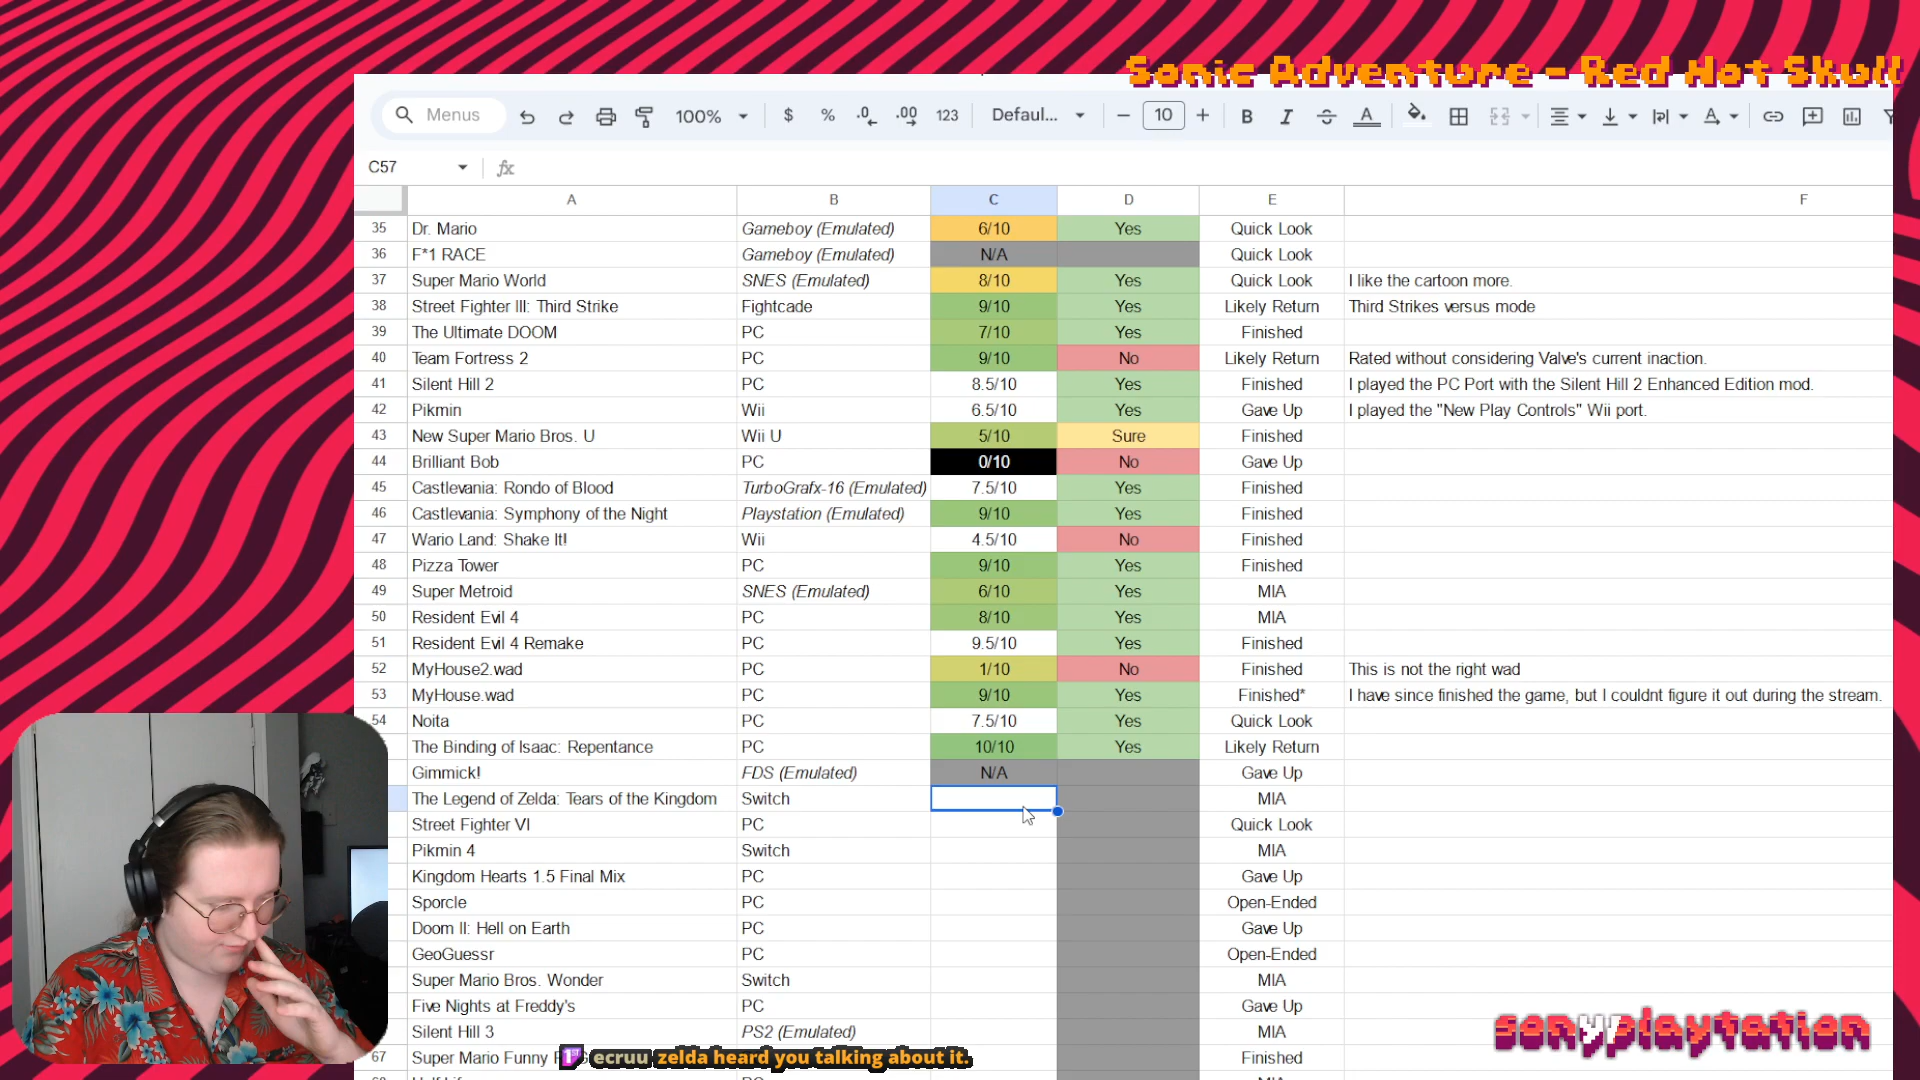 Sonic Adventure - Red Hot Skull
Menus 100% $ % .0 .00 123 Defaul... 10 B I A
C57 fx
A B C D E F
35 Dr. Mario Gameboy (Emulated) 6/10 Yes Quick Look
36 F*1 RACE Gameboy (Emulated) N/A Quick Look
37 Super Mario World SNES (Emulated) 8/10 Yes Quick Look I like the cartoon more.
38 Street Fighter III: Third Strike Fightcade 9/10 Yes Likely Return Third Strikes versus mode
39 The Ultimate DOOM PC 7/10 Yes Finished
40 Team Fortress 2 PC 9/10 No Likely Return Rated without considering Valve's current inaction.
41 Silent Hill 2 PC 8.5/10 Yes Finished I played the PC Port with the Silent Hill 2 Enhanced Edition mod.
42 Pikmin Wii 6.5/10 Yes Gave Up I played the "New Play Controls" Wii port.
43 New Super Mario Bros. U Wii U 5/10 Sure Finished
44 Brilliant Bob PC 0/10 No Gave Up
45 Castlevania: Rondo of Blood TurboGrafx-16 (Emulated) 7.5/10 Yes Finished
46 Castlevania: Symphony of the Night Playstation (Emulated) 9/10 Yes Finished
47 Wario Land: Shake It! Wii 4.5/10 No Finished
48 Pizza Tower PC 9/10 Yes Finished
49 Super Metroid SNES (Emulated) 6/10 Yes MIA
50 Resident Evil 4 PC 8/10 Yes MIA
51 Resident Evil 4 Remake PC 9.5/10 Yes Finished
52 MyHouse2.wad PC 1/10 No Finished This is not the right wad
53 MyHouse.wad PC 9/10 Yes Finished* I have since finished the game, but I couldnt figure it out during the stream.
54 Noita PC 7.5/10 Yes Quick Look
The Binding of Isaac: Repentance PC 10/10 Yes Likely Return
Gimmick! FDS (Emulated) N/A Gave Up
The Legend of Zelda: Tears of the Kingdom Switch MIA
Street Fighter VI PC Quick Look
Pikmin 4 Switch MIA
Kingdom Hearts 1.5 Final Mix PC Gave Up
Sporcle PC Open-Ended
Doom II: Hell on Earth PC Gave Up
GeoGuessr PC Open-Ended
Super Mario Bros. Wonder Switch MIA
Five Nights at Freddy's PC Gave Up
Silent Hill 3 PS2 (Emulated) MIA
67 Super Mario Funny Finished
ecruu zelda heard you talking about it.
sonyplaytation